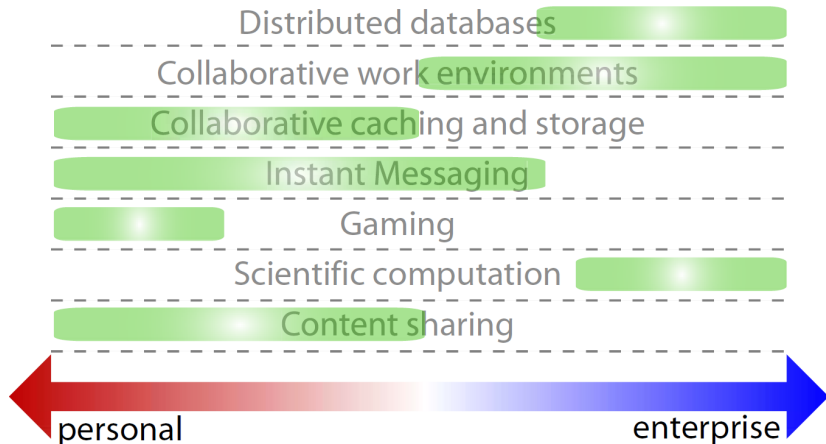 Distributed databases
Collaborative work environments
Collaborative caching and storage
Instant Messaging
Gaming
Scientific computation
Content sharing
personal enterprise